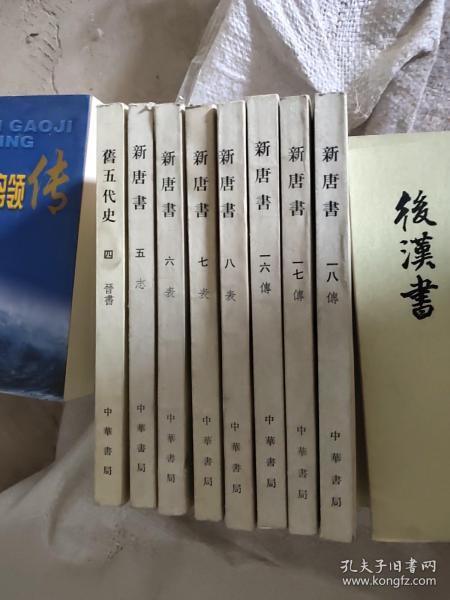 GAOJI
ING
领传
舊五代史 四 晉書 中華書局
新唐書 五 志 中華書局
新唐書 六 表 中華書局
新唐書 七 表 中華書局
新唐書 八 表 中華書局
新唐書 一六 傳 中華書局
新唐書 一七 傳 中華書局
新唐書 一八 傳 中華書局
後漢書
孔夫子旧书网
www.kongfz.com